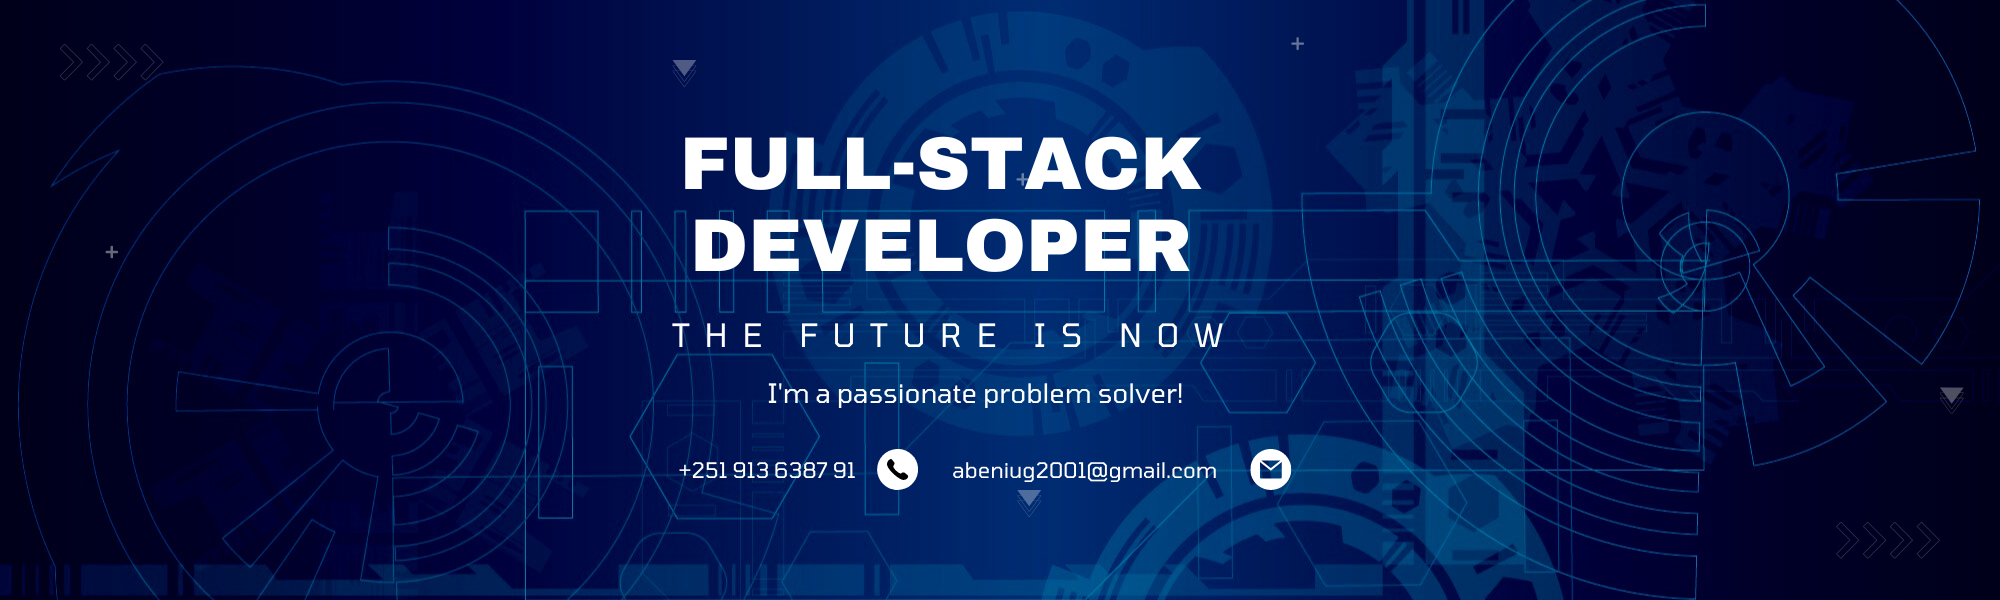 FULL-STACK
DEVELOPER
THE FUTURE IS NOW
I'm a passionate problem solver!
+251 913 6387 91 abeniug2001@gmail.com